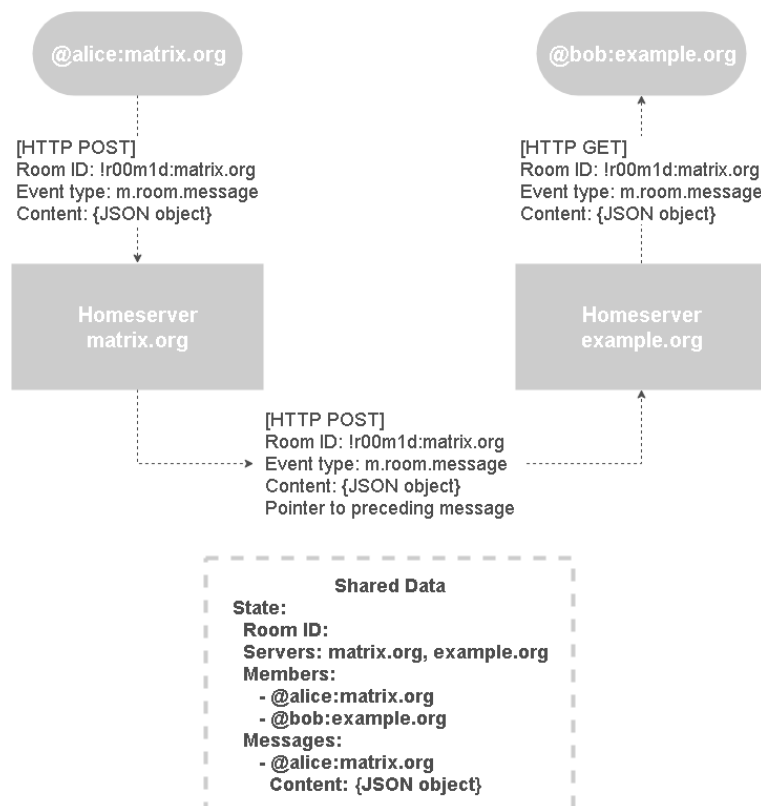 @alice:matrix.org
@bob:example.org
[HTTP POST]
Room ID: !r00m1d:matrix.org
Event type: m.room.message
Content: {JSON object}
[HTTP GET]
Room ID: !r00m1d:matrix.org
Event type: m.room.message
Content: {JSON object}
Homeserver
matrix.org
Homeserver
example.org
[HTTP POST]
Room ID: !r00m1d:matrix.org
Event type: m.room.message
Content: {JSON object}
Pointer to preceding message
Shared Data
State:
Room ID:
Servers: matrix.org, example.org
Members:
- @alice:matrix.org
- @bob:example.org
Messages:
- @alice:matrix.org
Content: {JSON object}